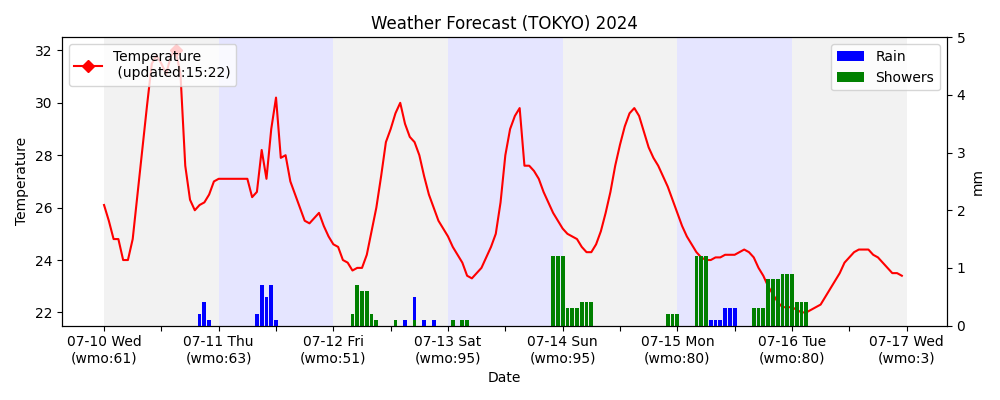 Weather Forecast (TOKYO) 2024
Temperature
(updated:15:22)
Rain
Showers
32
30
28
26
24
22
Temperature
5
4
3
2
1
0
mm
07-10 Wed
(wmo:61)
07-11 Thu
(wmo:63)
07-12 Fri
(wmo:51)
07-13 Sat
(wmo:95)
07-14 Sun
(wmo:95)
07-15 Mon
(wmo:80)
07-16 Tue
(wmo:80)
07-17 Wed
(wmo:3)
Date